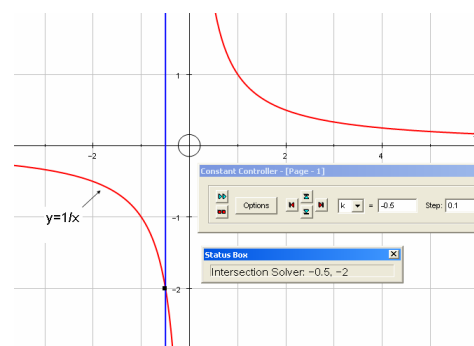 1
−2
2
4
Constant Controller - [Page - 1]
Options
k
=
-0.5
Step:
0.1
y=1/x
−1
Status Box
Intersection Solver: −0.5, −2
−2